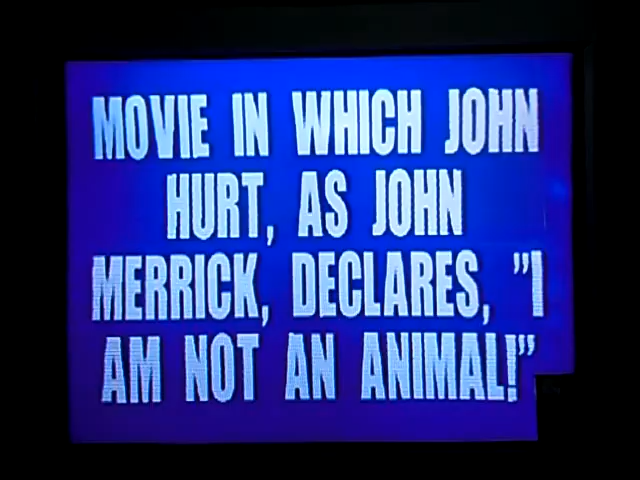 MOVIE IN WHICH JOHN
HURT, AS JOHN
MERRICK, DECLARES, "I
AM NOT AN ANIMAL!"